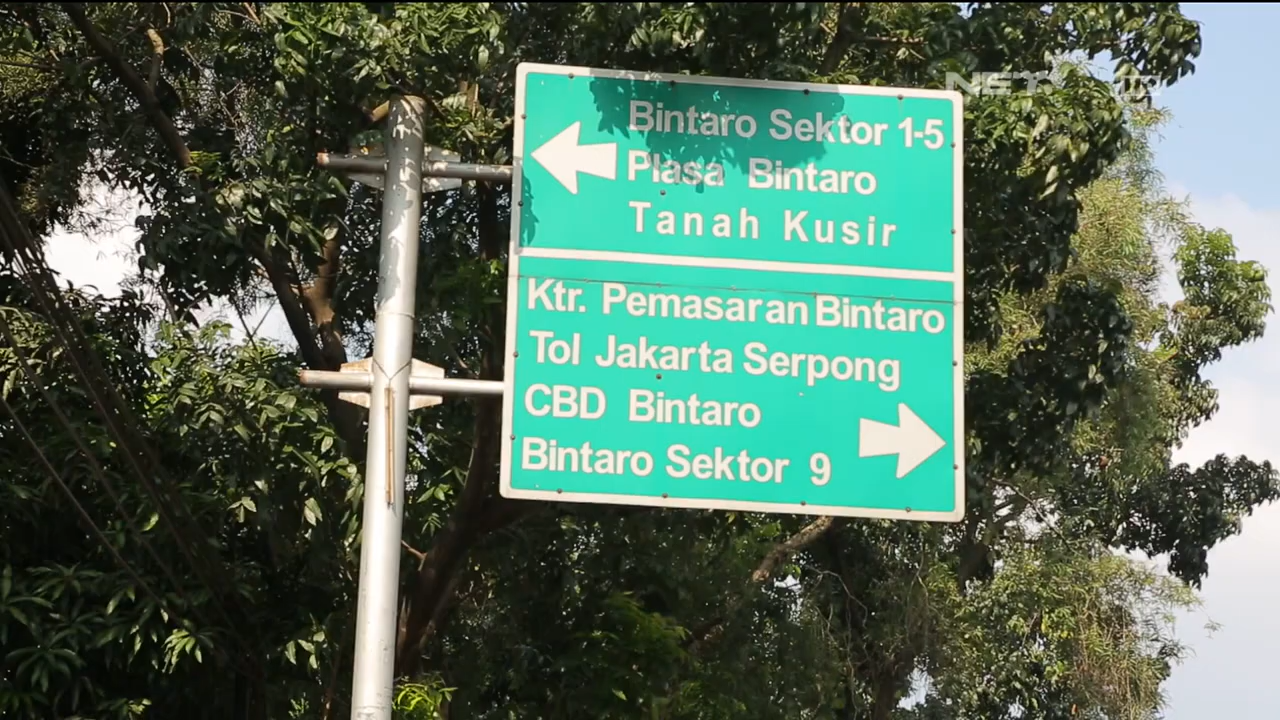 NET.
HD
Bintaro Sektor 1-5
Plasa Bintaro
Tanah Kusir
Ktr. Pemasaran Bintaro
Tol Jakarta Serpong
CBD Bintaro
Bintaro Sektor 9